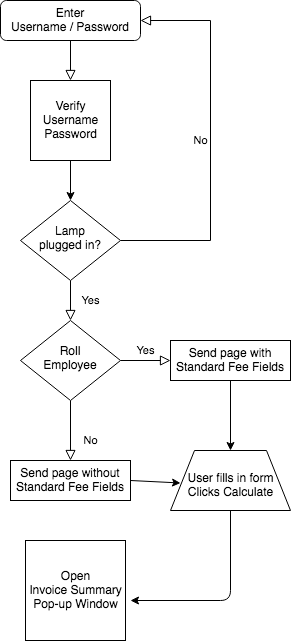 Enter
Username / Password
Verify
Username
Password
No
Lamp
plugged in?
Yes
Roll
Employee
Yes
Send page with
Standard Fee Fields
No
Send page without
Standard Fee Fields
User fills in form
Clicks Calculate
Open
Invoice Summary
Pop-up Window